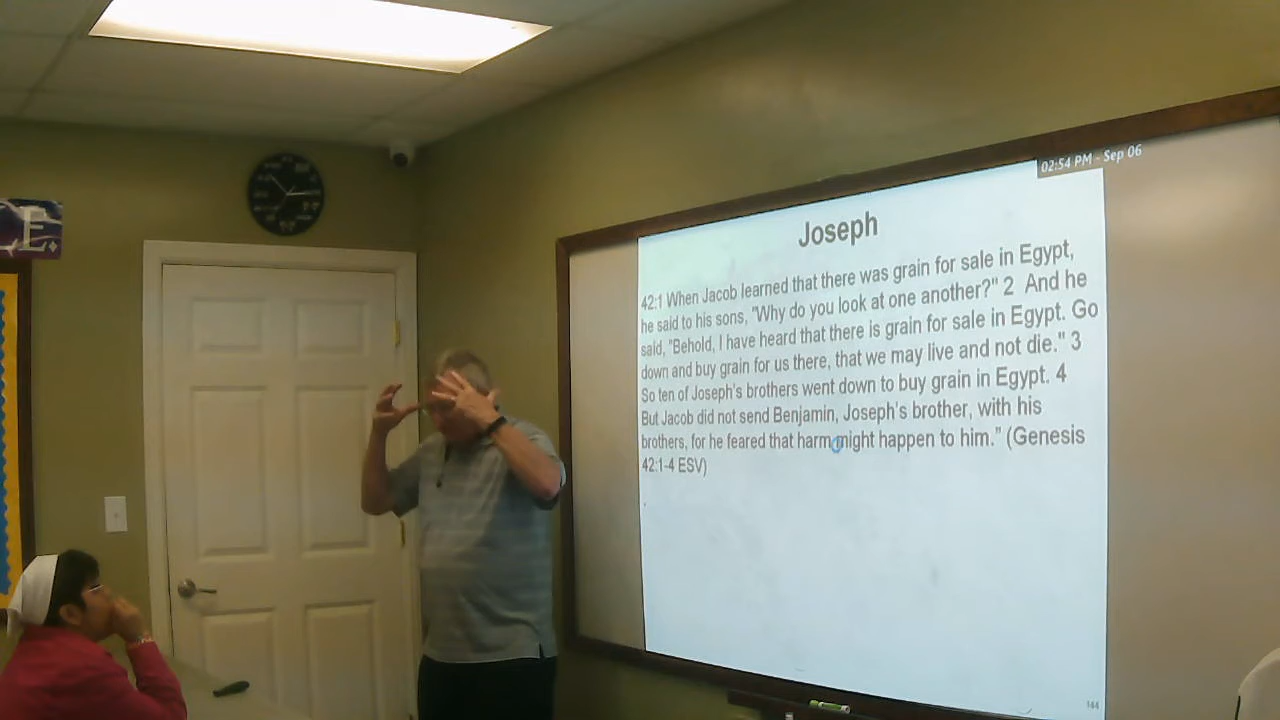 E.
02:54 PM - Sep 06
Joseph
42:1 When Jacob learned that there was grain for sale in Egypt,
he said to his sons, "Why do you look at one another?" 2 And he
said, "Behold, I have heard that there is grain for sale in Egypt. Go
down and buy grain for us there, that we may live and not die." 3
So ten of Joseph's brothers went down to buy grain in Egypt. 4
But Jacob did not send Benjamin, Joseph's brother, with his
brothers, for he feared that harm might happen to him.” (Genesis
42:1-4 ESV)
144